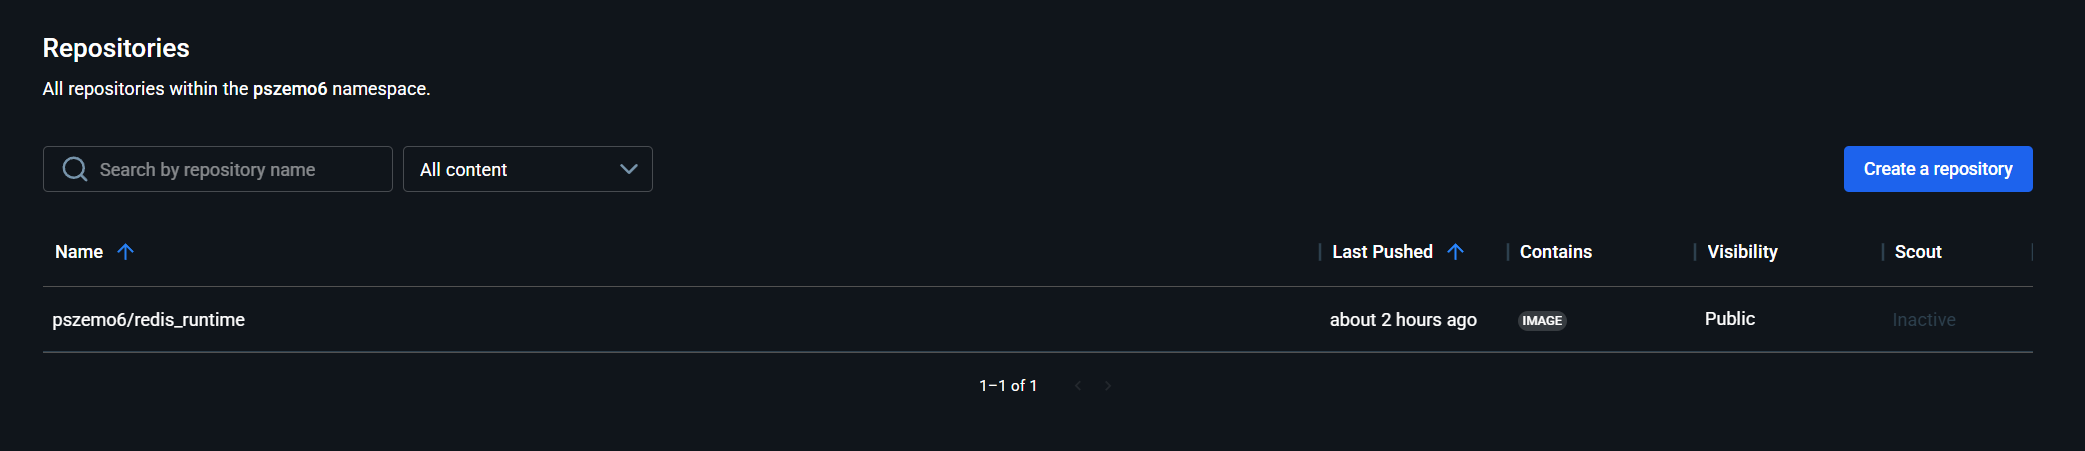 Repositories
All repositories within the pszemo6 namespace.
Search by repository name
All content
Create a repository
Name Last Pushed Contains Visibility Scout
pszemo6/redis_runtime about 2 hours ago IMAGE Public Inactive
1–1 of 1